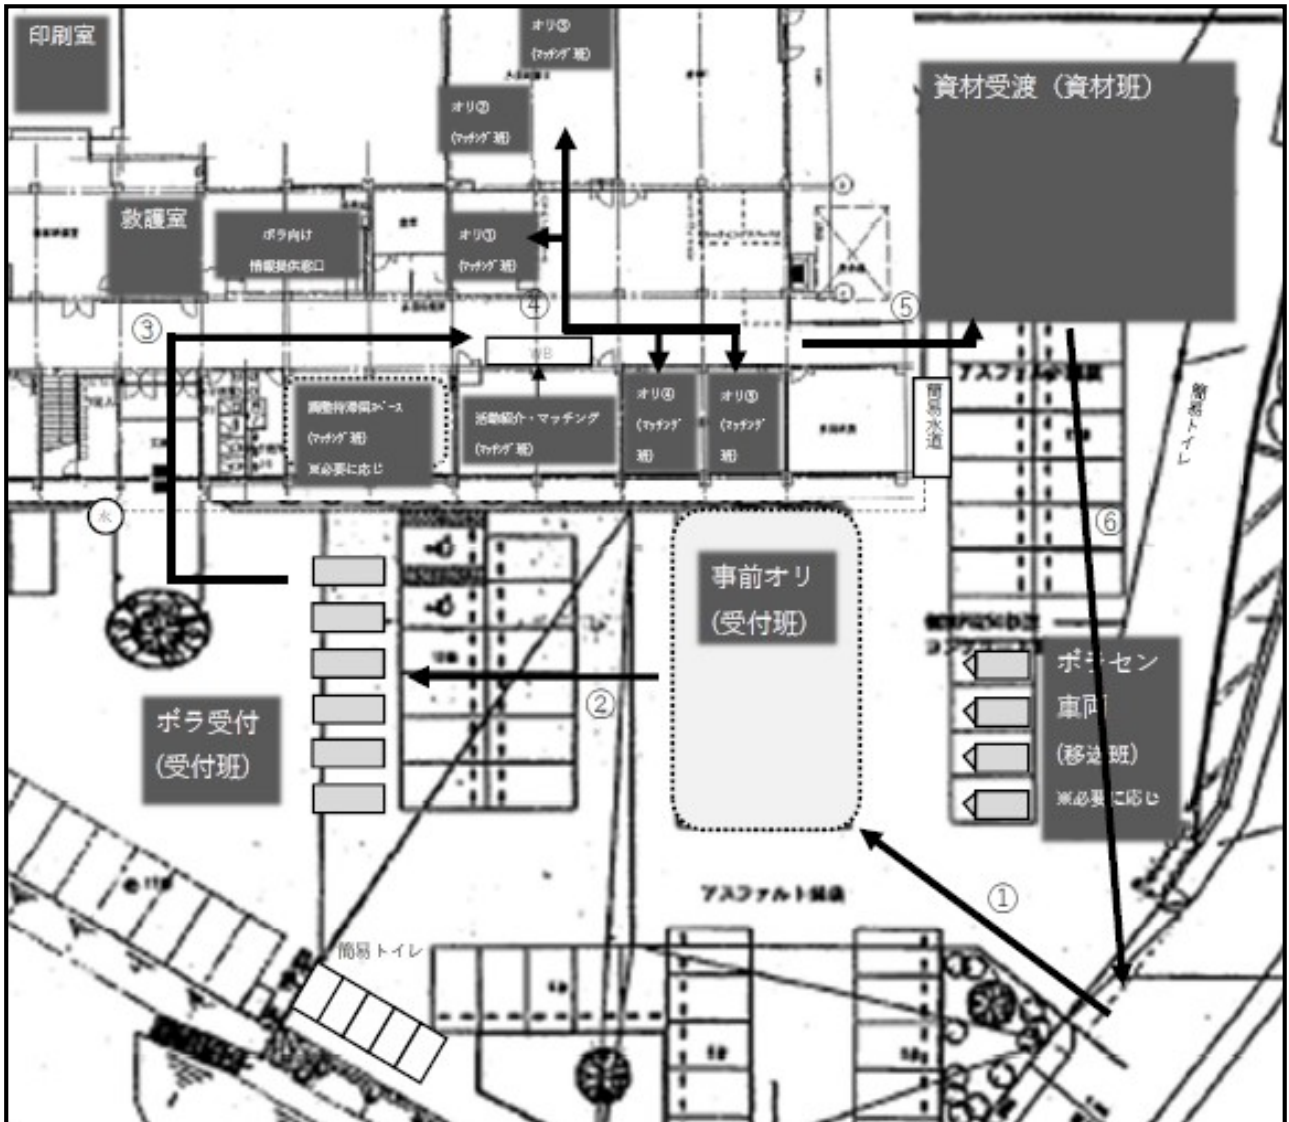 印刷室
オリ③
(ﾏｯﾁﾝｸﾞ班)
資材受渡（資材班）
オリ②
(ﾏｯﾁﾝｸﾞ班)
救護室
ボラ向け
情報提供窓口
オリ①
(ﾏｯﾁﾝｸﾞ班)
③
④
⑤
WB
調整待滞留ｽﾍﾟｰｽ
(ﾏｯﾁﾝｸﾞ班)
※必要に応じ
活動紹介・マッチング
(ﾏｯﾁﾝｸﾞ班)
オリ④
(ﾏｯﾁﾝｸﾞ
班)
オリ⑤
(ﾏｯﾁﾝｸﾞ
班)
簡易水道
アスファルト舗装
簡易トイレ
水
⑥
事前オリ
(受付班)
②
ボラ受付
(受付班)
ボラセン
車両
(移送班)
※必要に応じ
アスファルト舗装
①
簡易トイレ